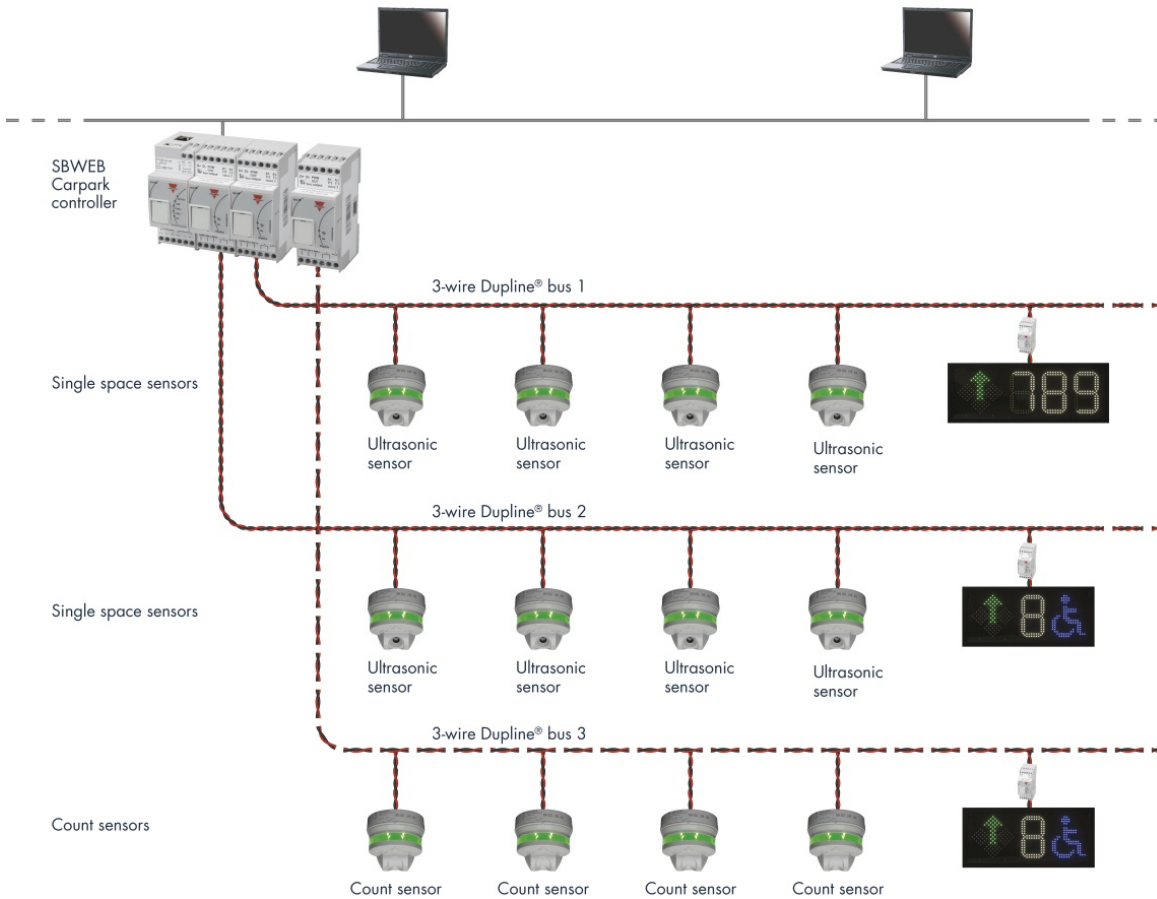 SBWEB
Carpark
controller
3-wire Dupline® bus 1
Single space sensors
789
Ultrasonic
sensor
Ultrasonic
sensor
Ultrasonic
sensor
Ultrasonic
sensor
3-wire Dupline® bus 2
Single space sensors
8
Ultrasonic
sensor
Ultrasonic
sensor
Ultrasonic
sensor
Ultrasonic
sensor
3-wire Dupline® bus 3
Count sensors
8
Count sensor
Count sensor
Count sensor
Count sensor